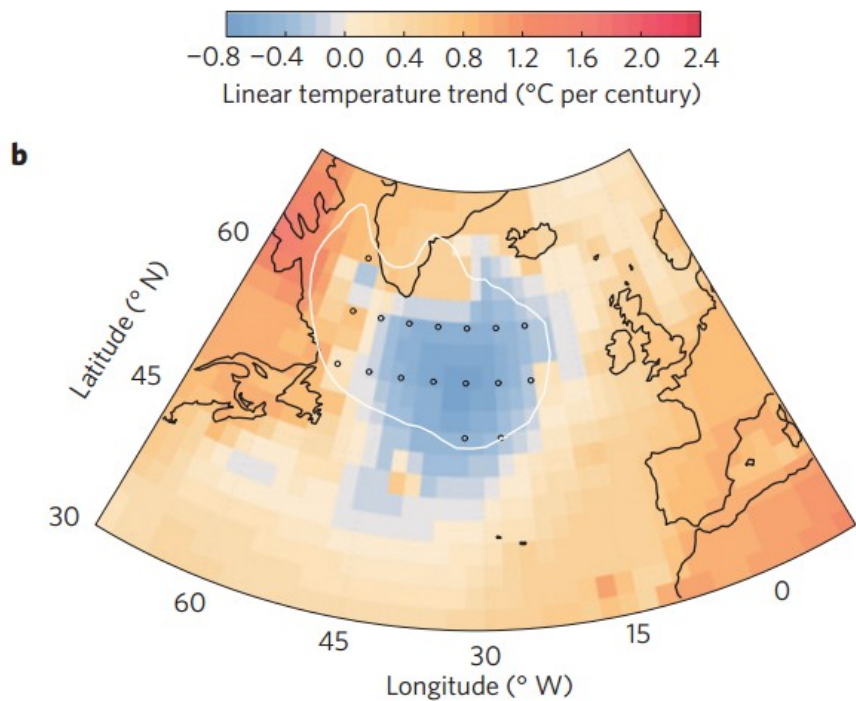 −0.8 −0.4 0.0 0.4 0.8 1.2 1.6 2.0 2.4
Linear temperature trend (°C per century)
b
60
45
30
Latitude (° N)
60
45
30
15
0
Longitude (° W)